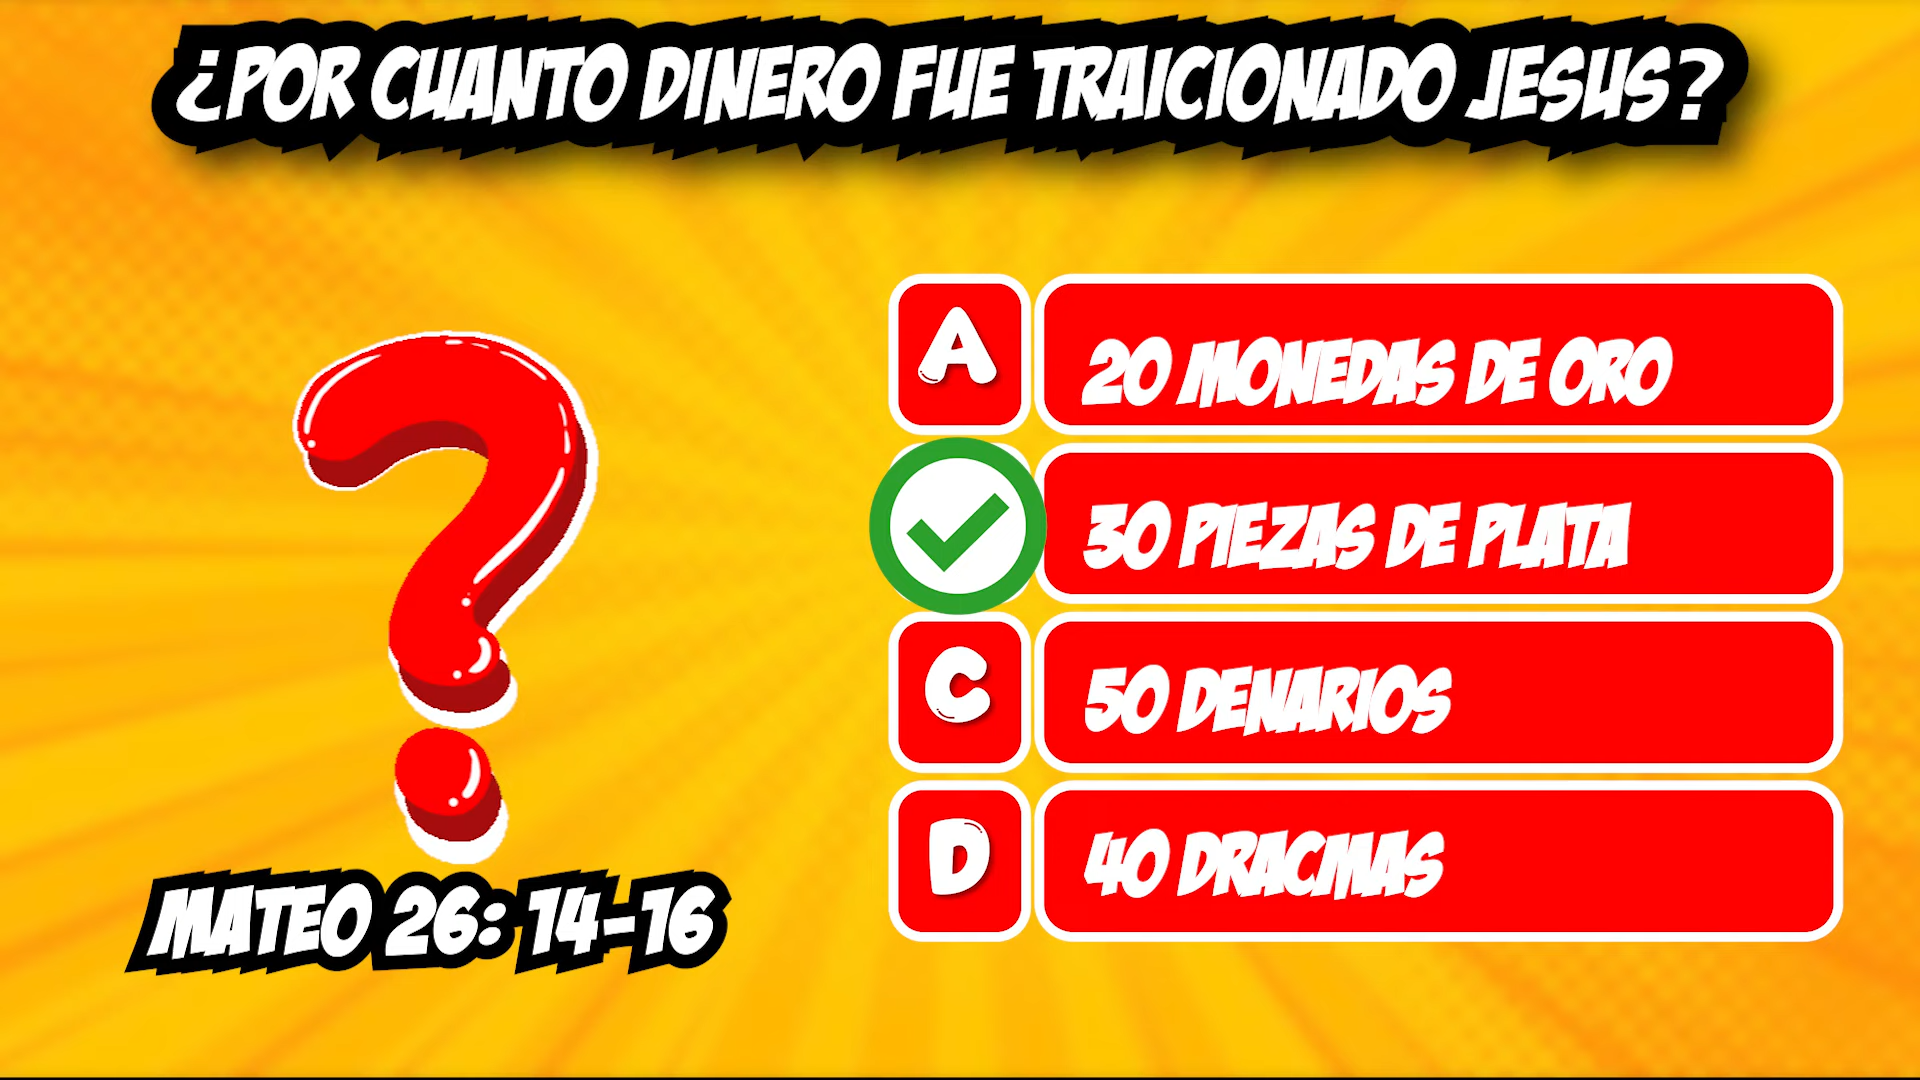 ¿POR CUANTO DINERO FUE TRAICIONADO JESUS?
A
20 MONEDAS DE ORO
30 PIEZAS DE PLATA
C
50 DENARIOS
D
40 DRACMAS
?
MATEO 26: 14-16